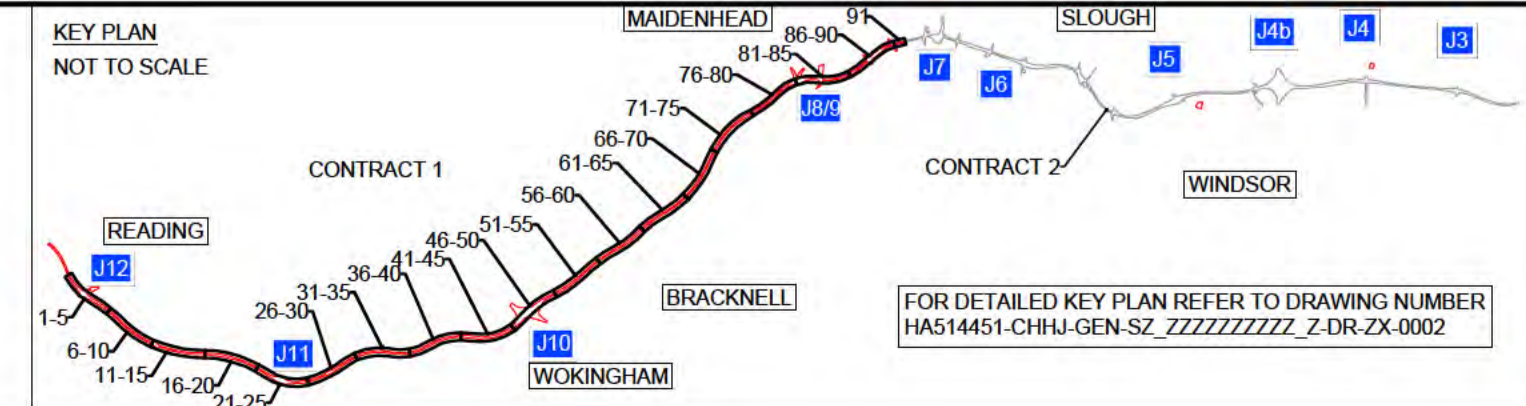 KEY PLAN
NOT TO SCALE
MAIDENHEAD
91
SLOUGH
86-90
81-85
76-80
J8/9
J7
J6
J5
J4b
J4
J3
71-75
66-70
61-65
56-60
51-55
46-50
41-45
36-40
31-35
26-30
CONTRACT 1
CONTRACT 2
WINDSOR
READING
J12
1-5
6-10
11-15
16-20
21-25
J11
J10
WOKINGHAM
BRACKNELL
FOR DETAILED KEY PLAN REFER TO DRAWING NUMBER
HA514451-CHHJ-GEN-SZ_ZZZZZZZZZZ_Z-DR-ZX-0002